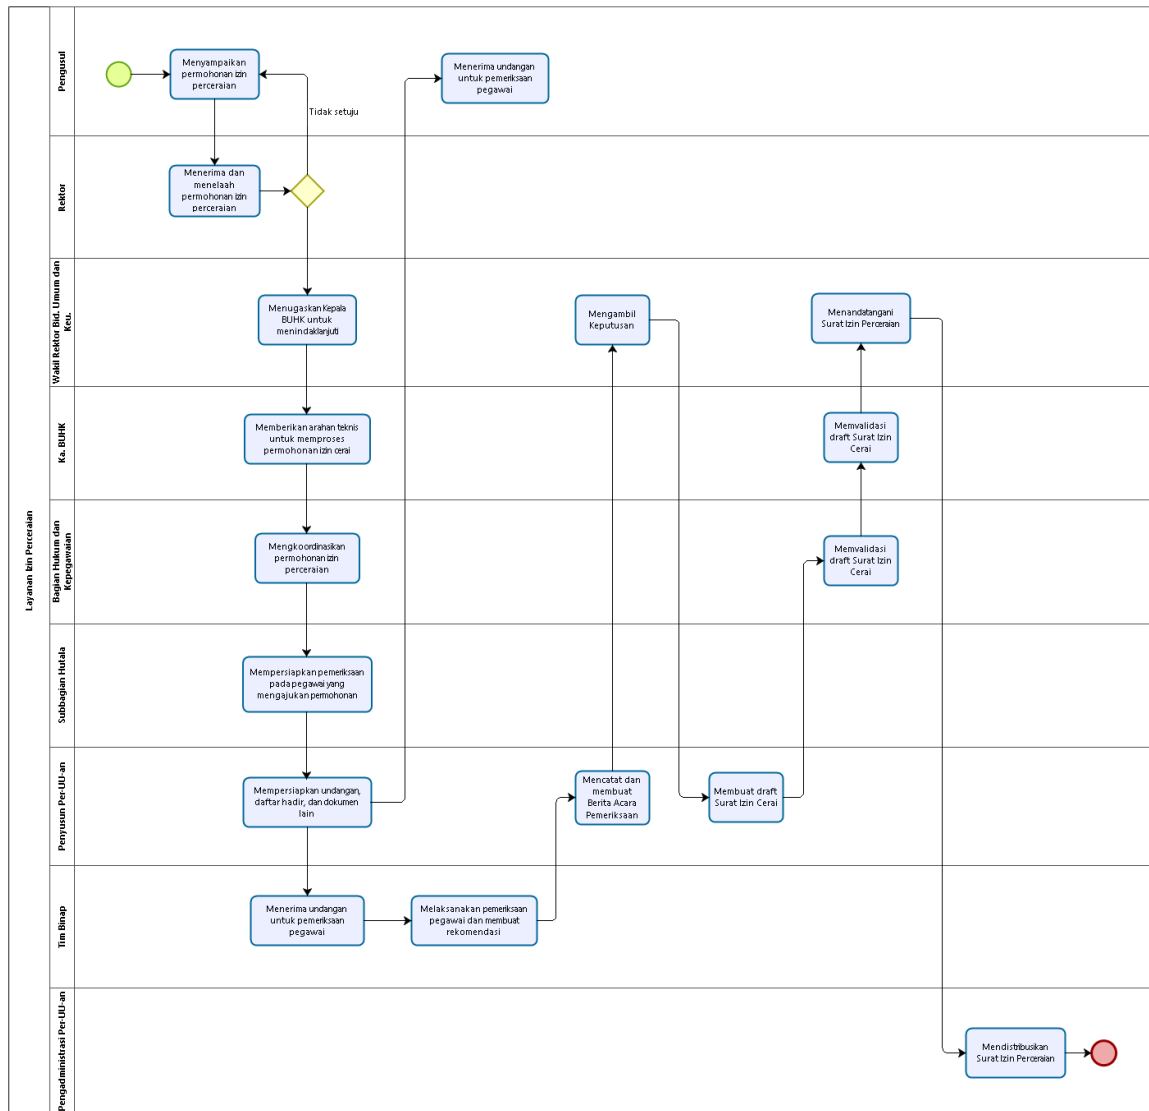 Layanan Izin Perceraian
Pengusul
Menyampaikan
permohonan izin
perceraian
Menerima undangan
untuk pemeriksaan
pegawai
Tidak setuju
Rektor
Menerima dan
menelaah
permohonan izin
perceraian
Wakil Rektor Bid. Umum dan
Keu.
Menugaskan Kepala
BUHK untuk
menindaklanjuti
Mengambil
Keputusan
Menandatangani
Surat Izin Perceraian
Ka. BUHK
Memberikan arahan teknis
untuk memproses
permohonan izin cerai
Memvalidasi
draft Surat Izin
Cerai
Bagian Hukum dan
Kepegawaian
Mengkoordinasikan
permohonan izin
perceraian
Memvalidasi
draft Surat Izin
Cerai
Subbagian Hutala
Mempersiapkan pemeriksaan
pada pegawai yang
mengajukan permohonan
Penyusun Per-UU-an
Mempersiapkan undangan,
daftar hadir, dan dokumen
lain
Mencatat dan
membuat
Berita Acara
Pemeriksaan
Membuat draft
Surat Izin Cerai
Tim Binap
Menerima undangan
untuk pemeriksaan
pegawai
Melaksanakan pemeriksaan
pegawai dan membuat
rekomendasi
Pengadministrasi Per-UU-an
Mendistribusikan
Surat Izin Perceraian